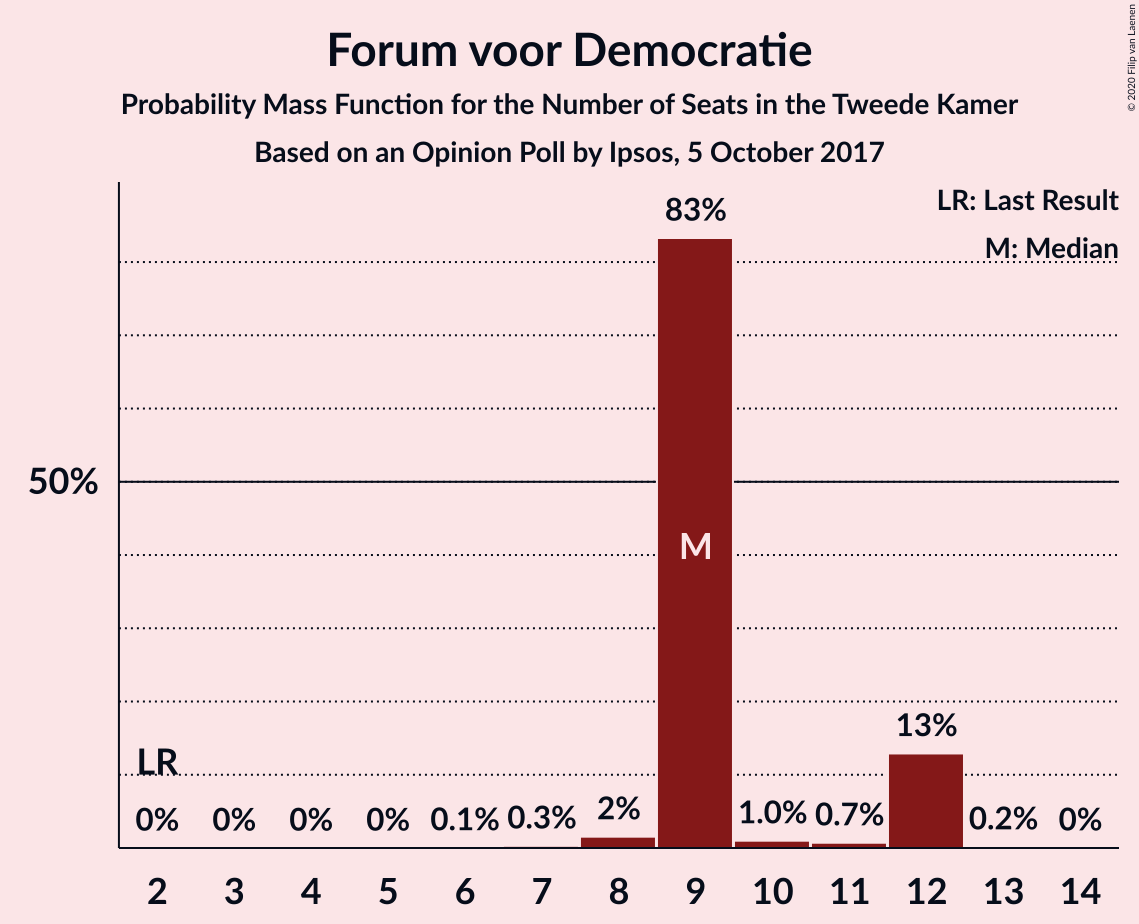 Forum voor Democratie
Probability Mass Function for the Number of Seats in the Tweede Kamer
Based on an Opinion Poll by Ipsos, 5 October 2017
© 2020 Filip van Laenen
LR: Last Result
M: Median
83%
50%
M
13%
LR
0% 0% 0% 0% 0.1% 0.3% 2% 1.0% 0.7% 0.2% 0%
2 3 4 5 6 7 8 9 10 11 12 13 14